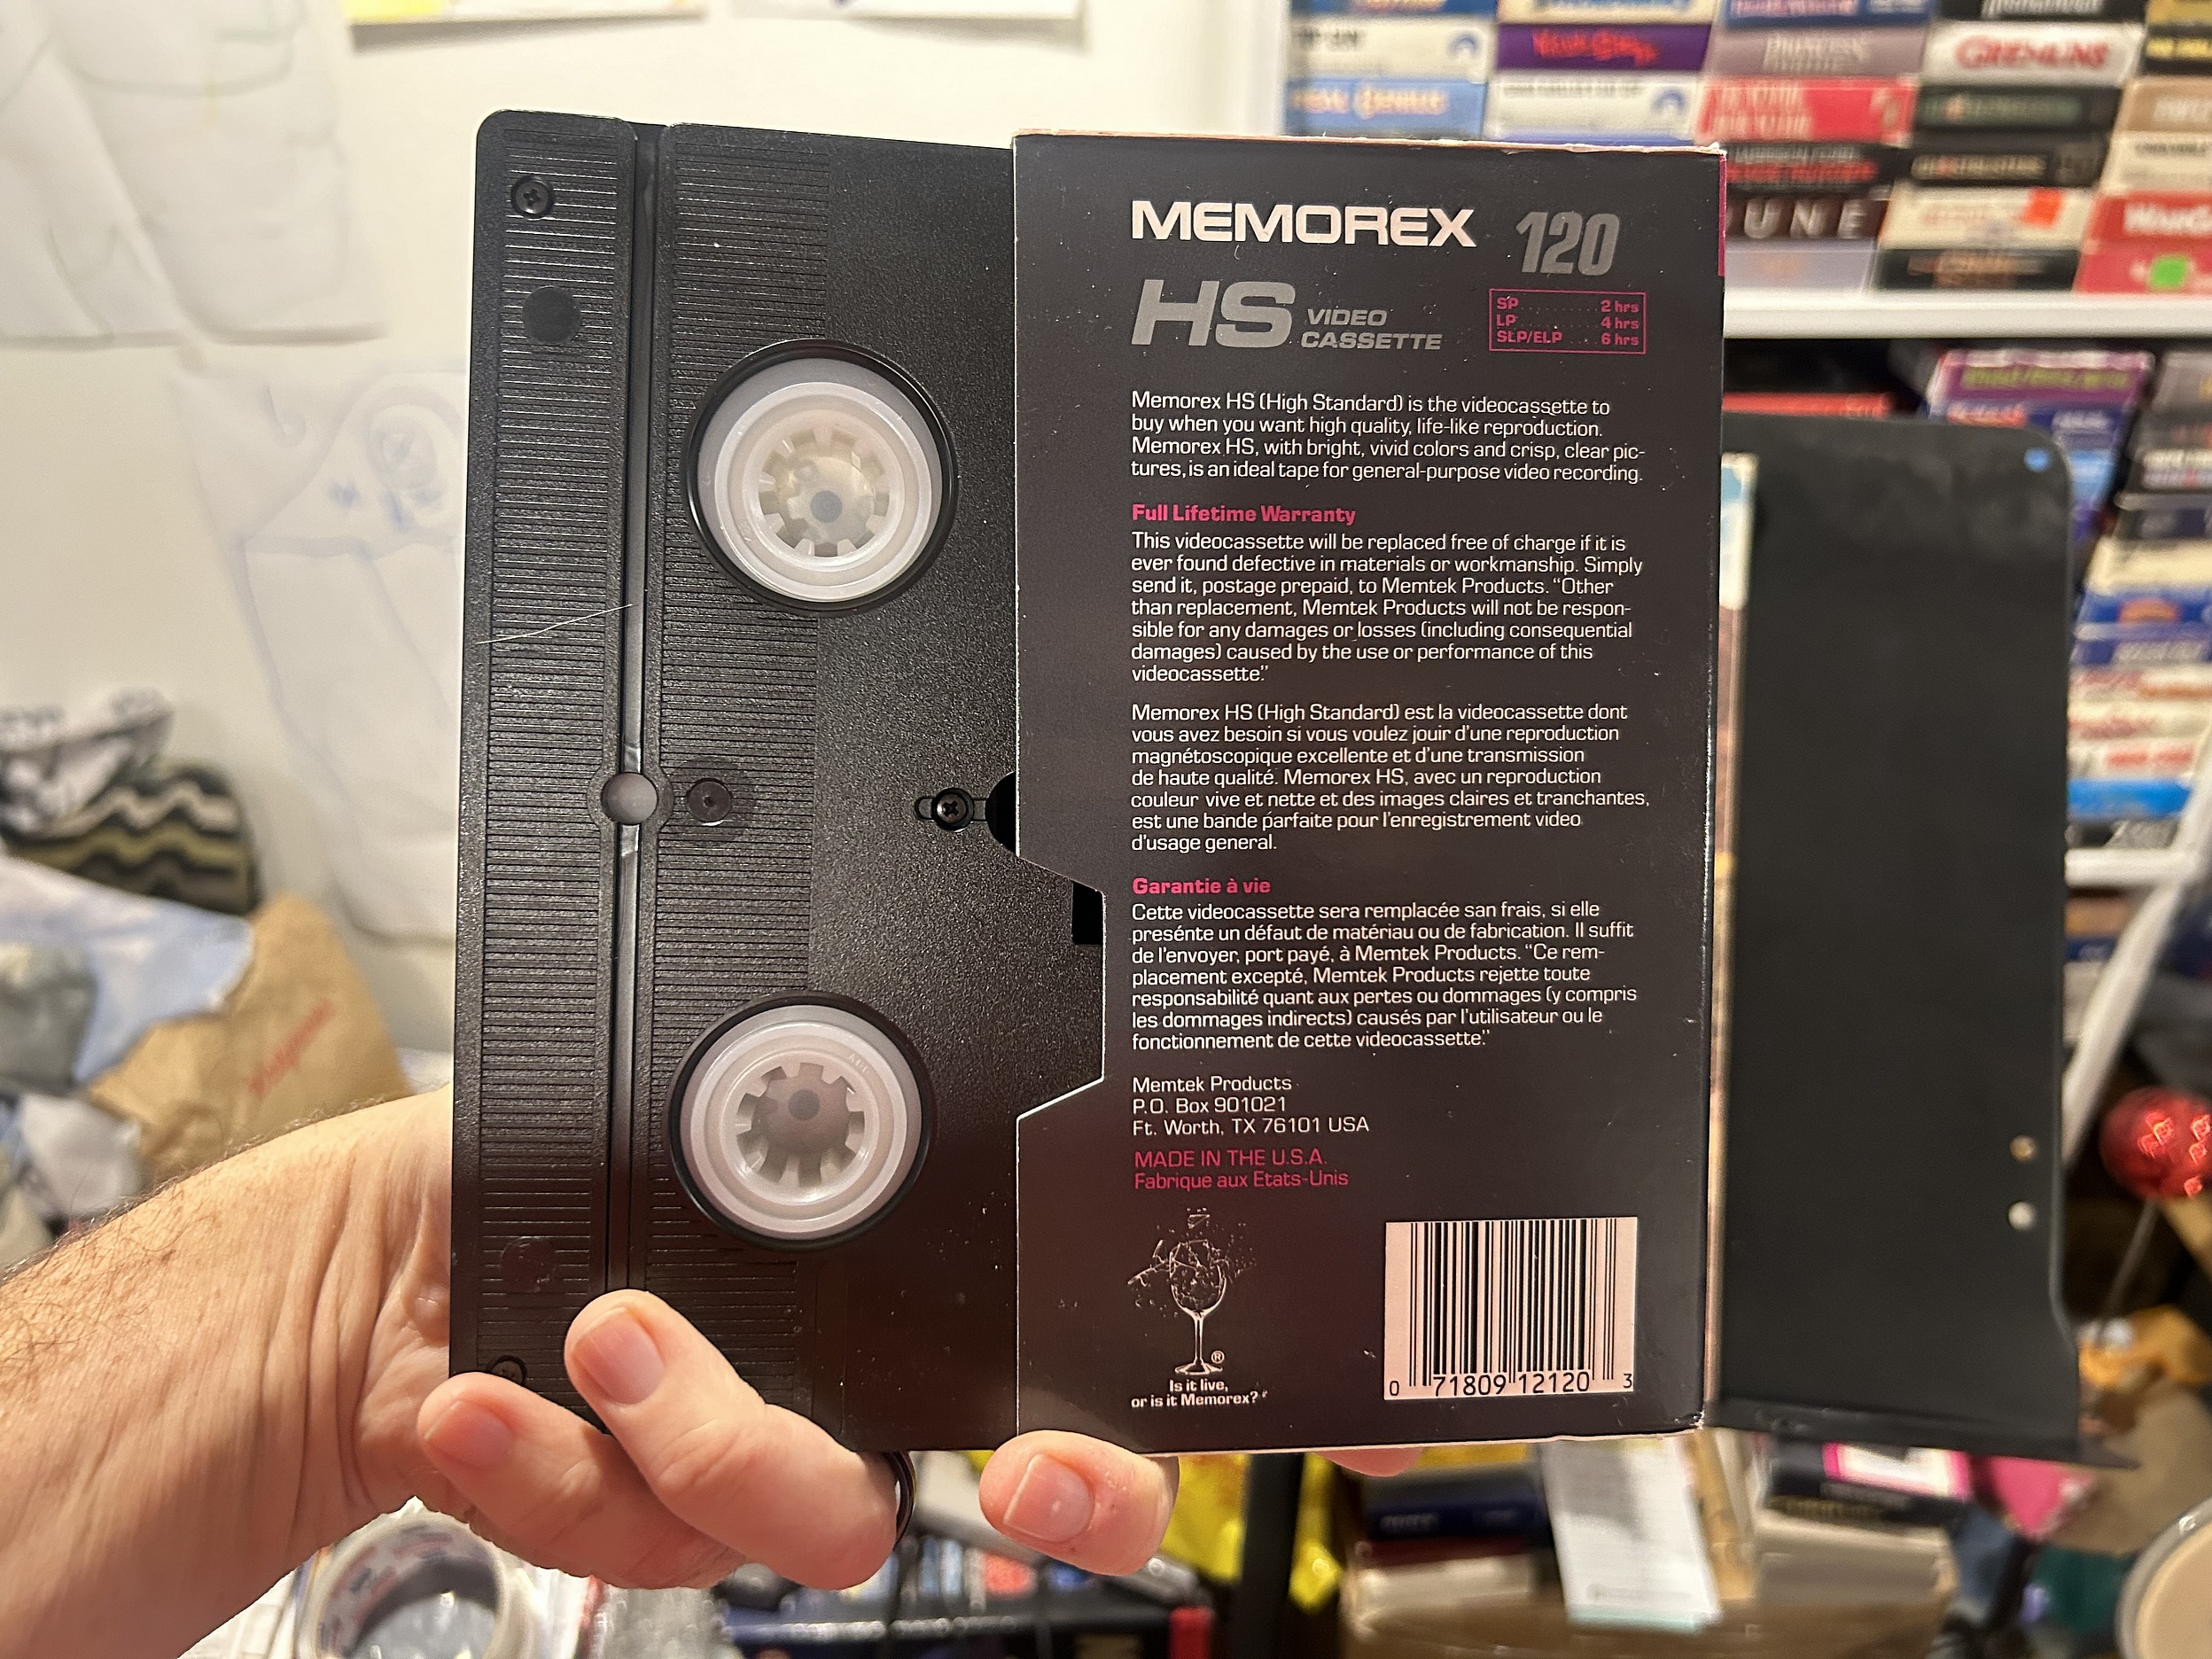 MEMOREX 120
HS VIDEO
CASSETTE
SP . . . . . . . . . 2 hrs
LP . . . . . . . . . 4 hrs
SLP/ELP . . . 6 hrs
Memorex HS (High Standard) is the videocassette to
buy when you want high quality, life-like reproduction.
Memorex HS, with bright, vivid colors and crisp, clear pic-
tures, is an ideal tape for general-purpose video recording.
Full Lifetime Warranty
This videocassette will be replaced free of charge if it is
ever found defective in materials or workmanship. Simply
send it, postage prepaid, to Memtek Products. “Other
than replacement, Memtek Products will not be respon-
sible for any damages or losses (including consequential
damages) caused by the use or performance of this
videocassette.”
Memorex HS (High Standard) est la videocassette dont
vous avez besoin si vous voulez jouir d'une reproduction
magnétoscopique excellente et d'une transmission
de haute qualité. Memorex HS, avec un reproduction
couleur vive et nette et des images claires et tranchantes,
est une bande parfaite pour l'enregistrement video
d'usage general.
Garantie à vie
Cette videocassette sera remplacée san frais, si elle
presénte un défaut de matériau ou de fabrication. Il suffit
de l'envoyer, port payé, à Memtek Products. “Ce rem-
placement excepté, Memtek Products rejette toute
responsabilité quant aux pertes ou dommages (y compris
les dommages indirects) causés par l'utilisateur ou le
fonctionnement de cette videocassette.”
Memtek Products
P.O. Box 901021
Ft. Worth, TX 76101 USA
MADE IN THE U.S.A.
Fabrique aux Etats-Unis
®
Is it live,
or is it Memorex?
0 71809 12120 3
GREMLINS
UNE